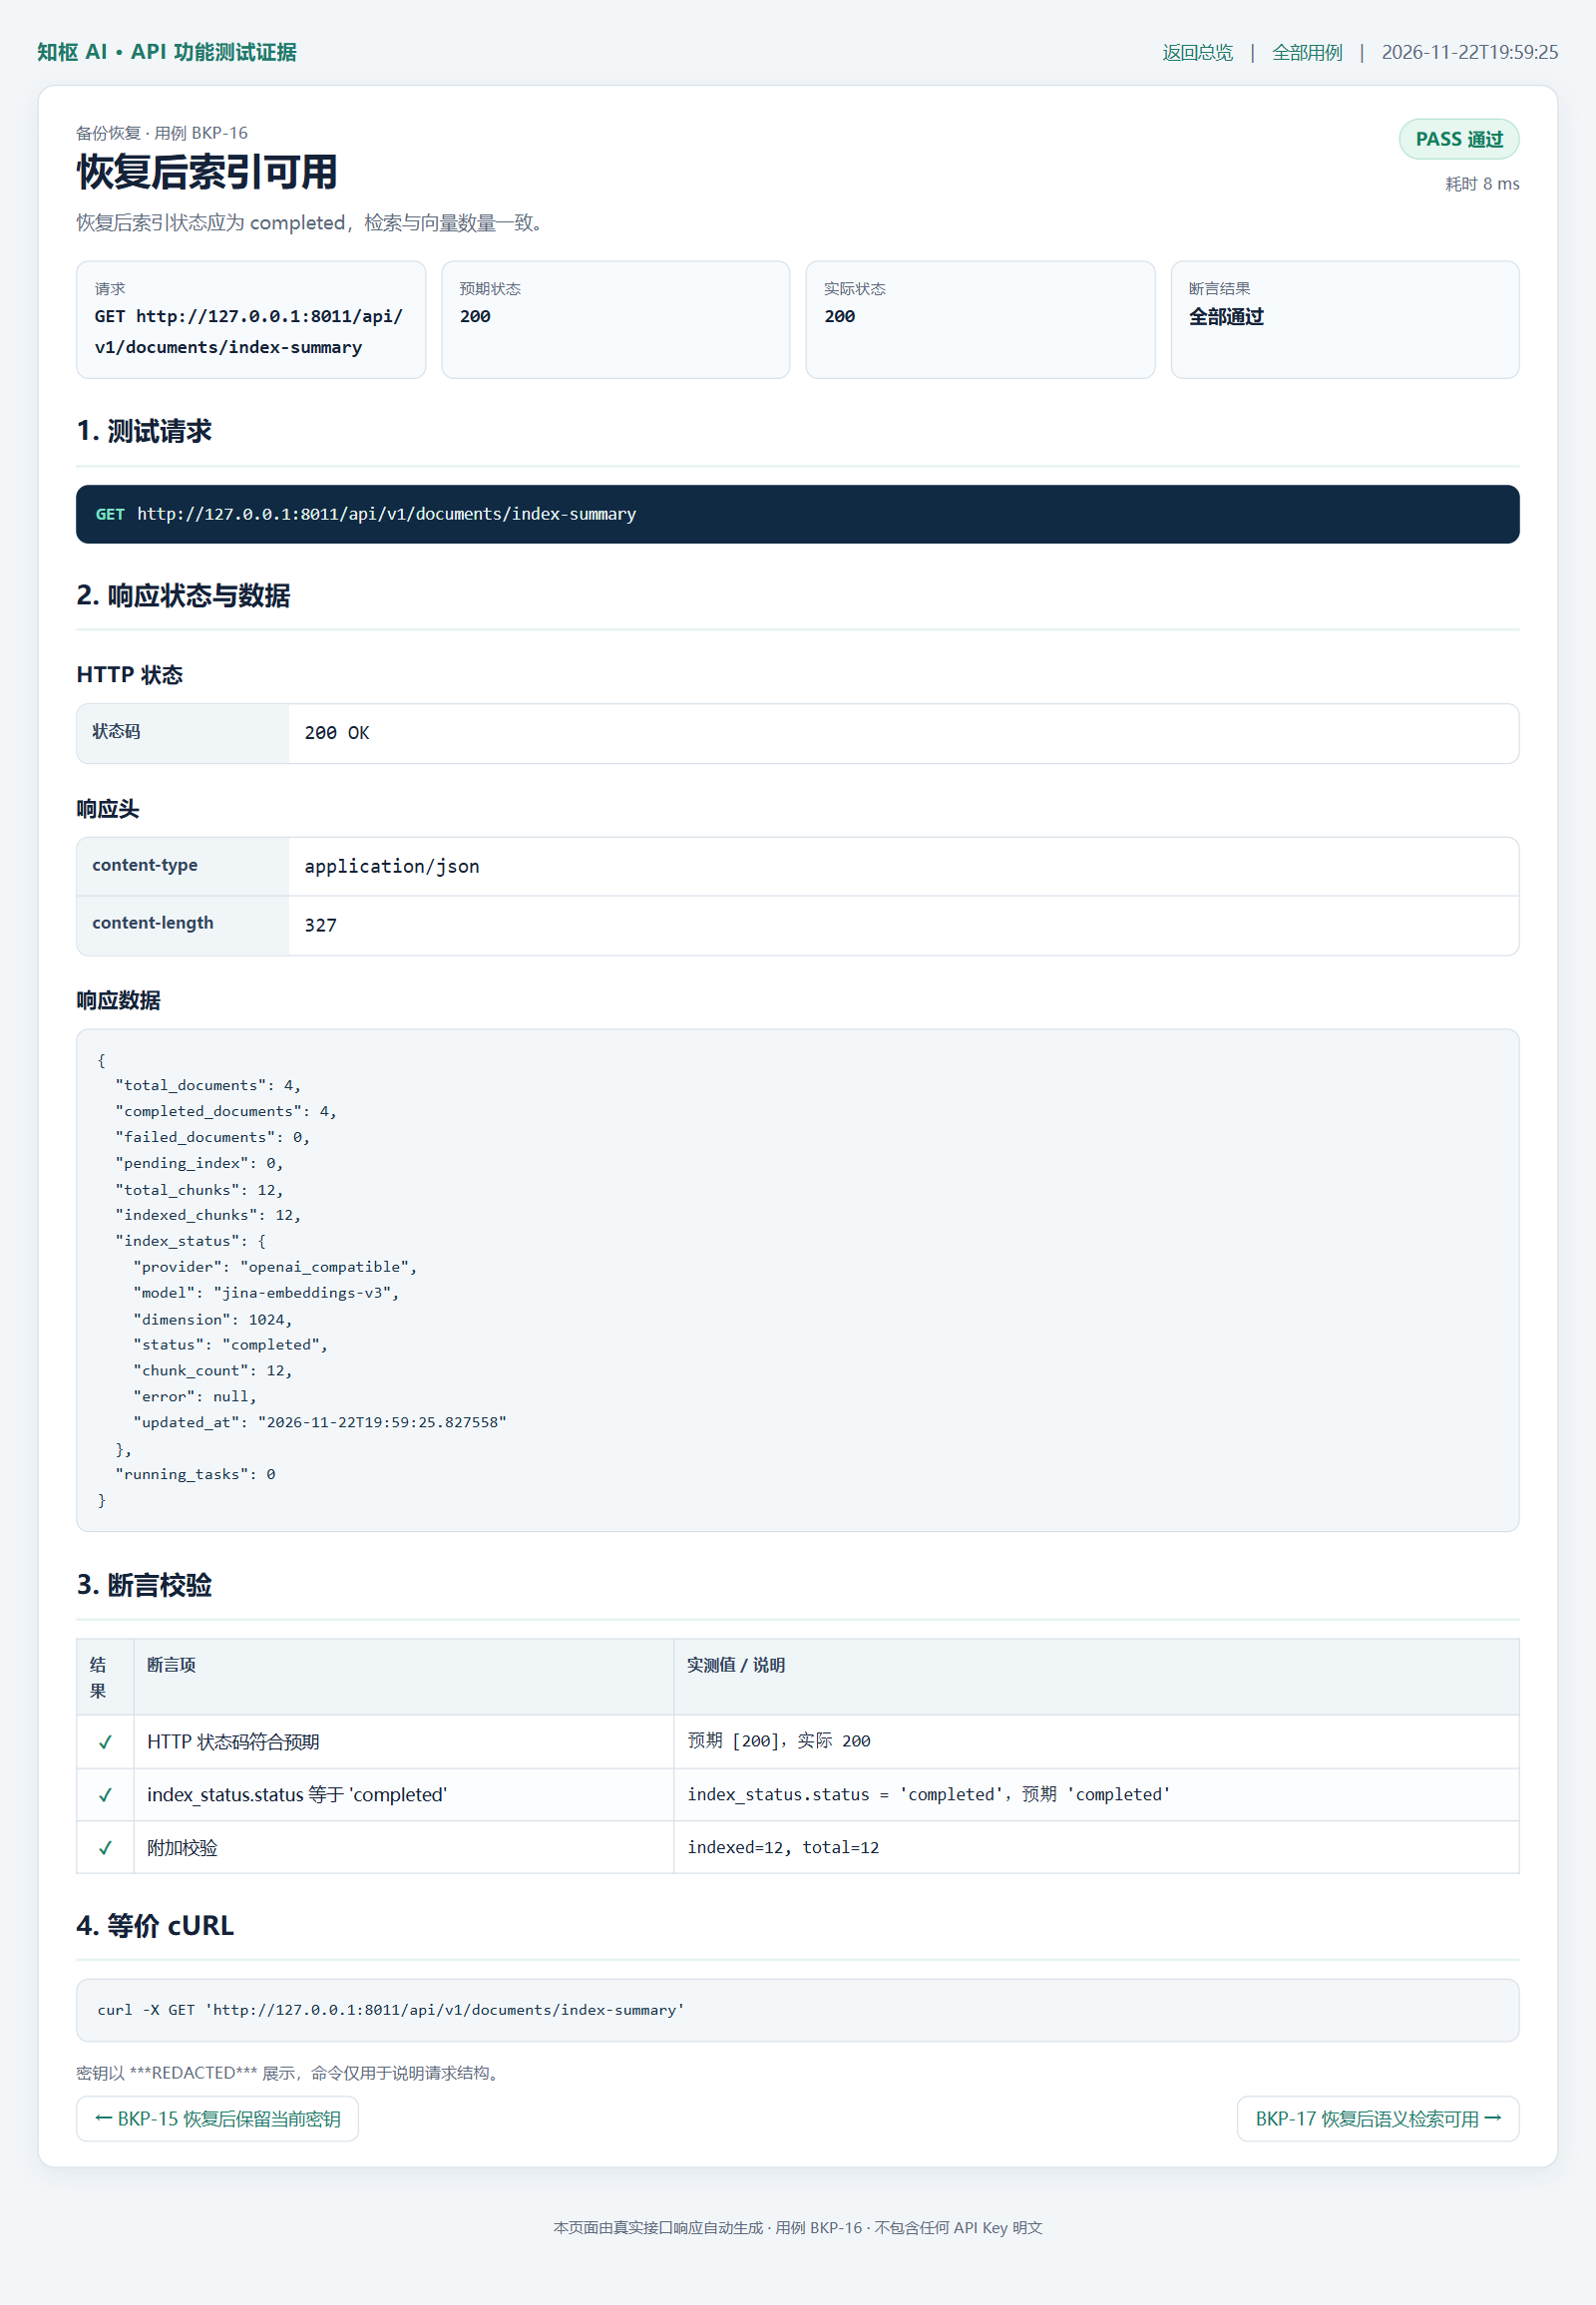 知枢 AI · API 功能测试证据
返回总览 | 全部用例 | 2026-11-22T19:59:25
备份恢复 · 用例 BKP-16
PASS 通过
恢复后索引可用
耗时 8 ms
恢复后索引状态应为 completed，检索与向量数量一致。
请求
GET http://127.0.0.1:8011/api/
v1/documents/index-summary
预期状态
200
实际状态
200
断言结果
全部通过
1. 测试请求
GET http://127.0.0.1:8011/api/v1/documents/index-summary
2. 响应状态与数据
HTTP 状态
状态码 200 OK
响应头
content-type application/json
content-length 327
响应数据
{
"total_documents": 4,
"completed_documents": 4,
"failed_documents": 0,
"pending_index": 0,
"total_chunks": 12,
"indexed_chunks": 12,
"index_status": {
"provider": "openai_compatible",
"model": "jina-embeddings-v3",
"dimension": 1024,
"status": "completed",
"chunk_count": 12,
"error": null,
"updated_at": "2026-11-22T19:59:25.827558"
},
"running_tasks": 0
}
3. 断言校验
结果 断言项 实测值 / 说明
✓ HTTP 状态码符合预期 预期 [200]，实际 200
✓ index_status.status 等于 'completed' index_status.status = 'completed'，预期 'completed'
✓ 附加校验 indexed=12, total=12
4. 等价 cURL
curl -X GET 'http://127.0.0.1:8011/api/v1/documents/index-summary'
密钥以 ***REDACTED*** 展示，命令仅用于说明请求结构。
← BKP-15 恢复后保留当前密钥
BKP-17 恢复后语义检索可用 →
本页面由真实接口响应自动生成 · 用例 BKP-16 · 不包含任何 API Key 明文